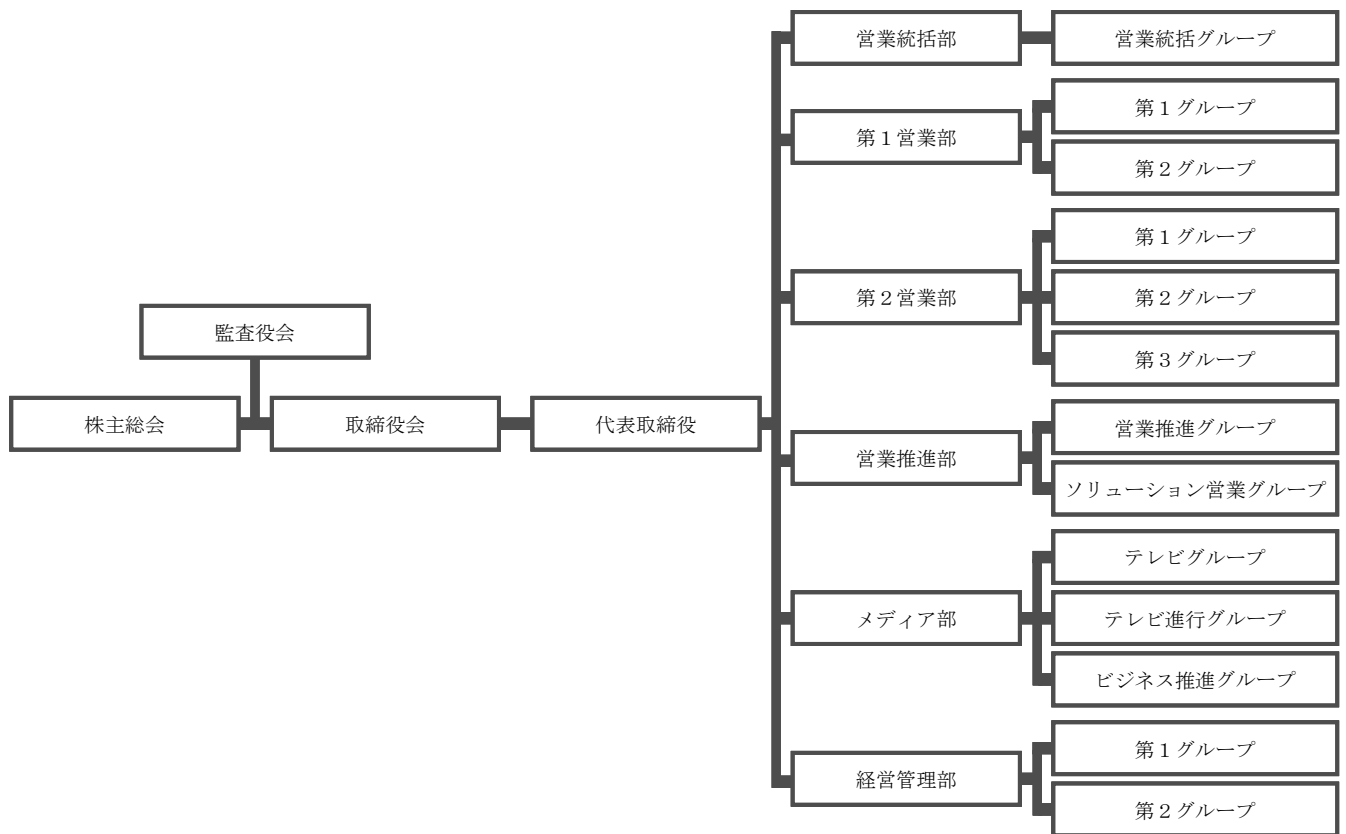 営業統括部
営業統括グループ
第１営業部
第１グループ
第２グループ
第２営業部
第１グループ
第２グループ
第３グループ
監査役会
株主総会
取締役会
代表取締役
営業推進部
営業推進グループ
ソリューション営業グループ
メディア部
テレビグループ
テレビ進行グループ
ビジネス推進グループ
経営管理部
第１グループ
第２グループ